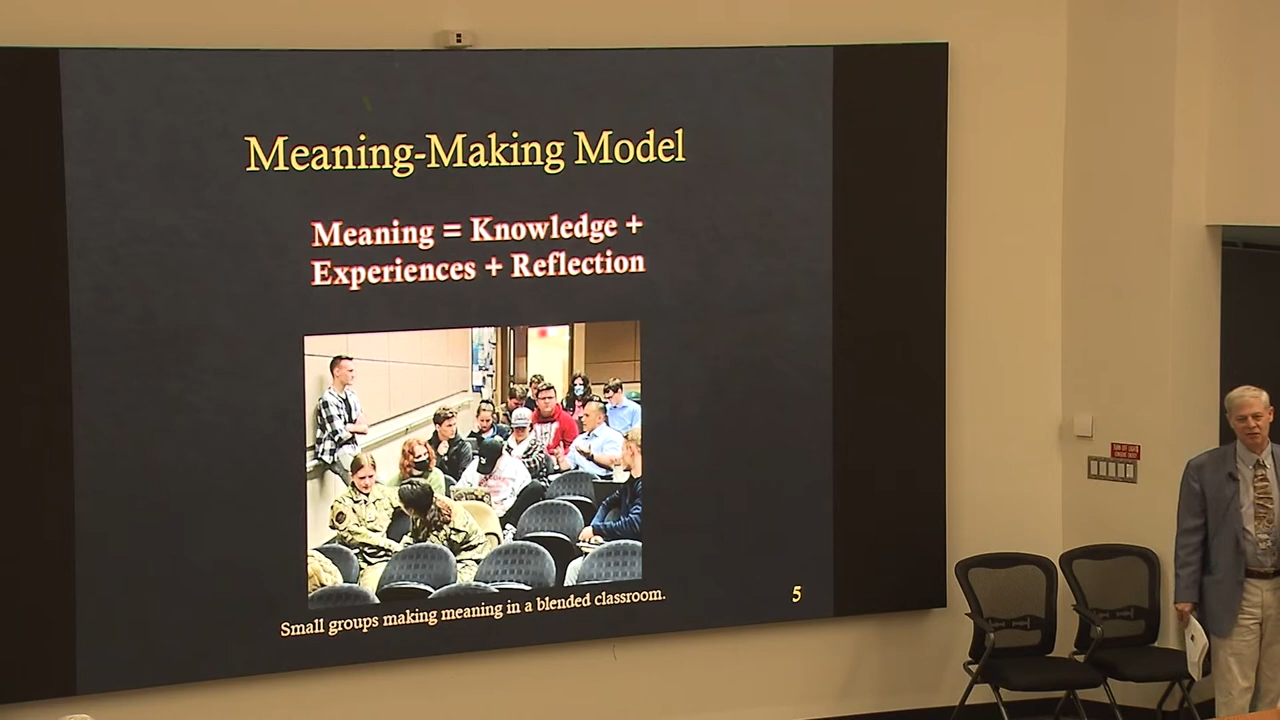 Meaning-Making Model
Meaning = Knowledge +
Experiences + Reflection
Small groups making meaning in a blended classroom.
5